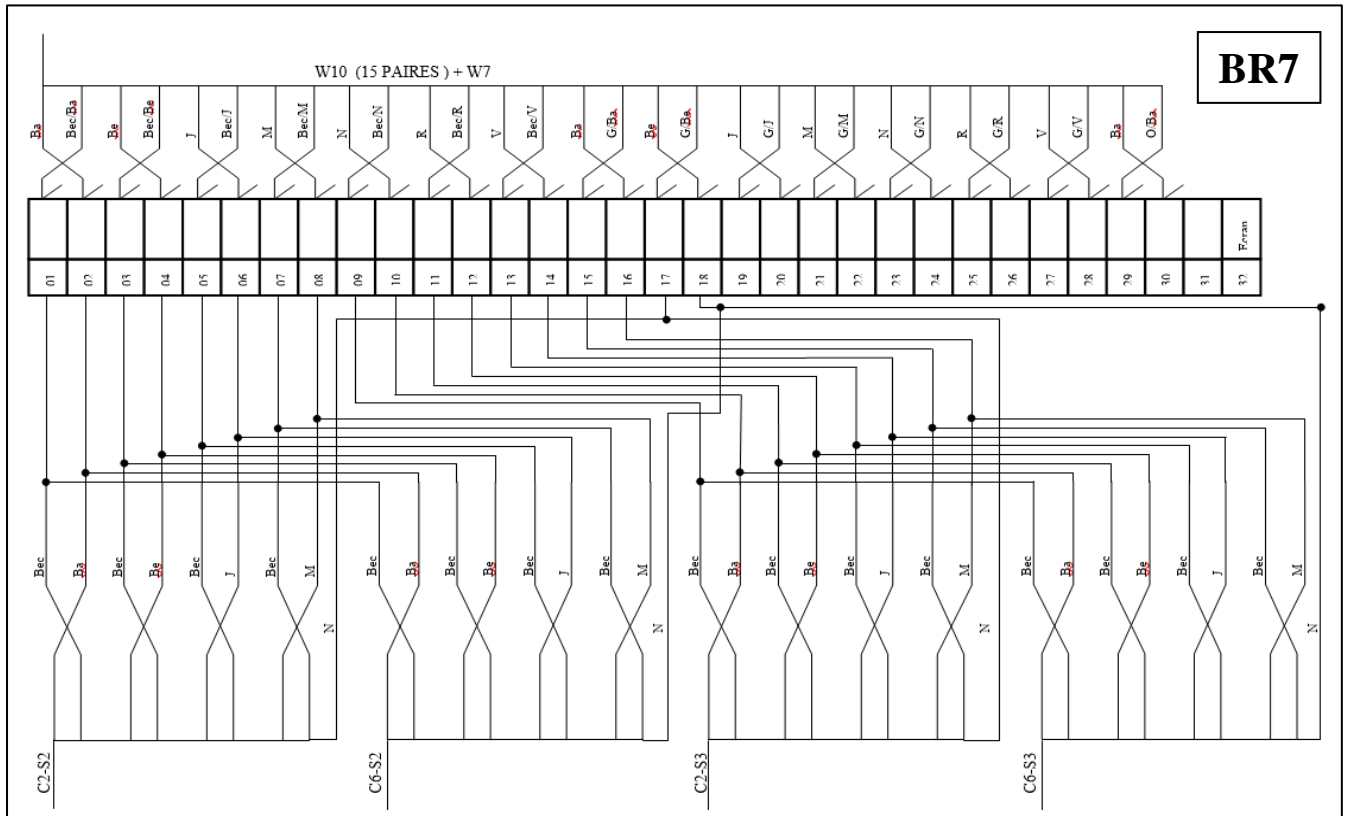 BR7
W10 (15 PAIRES ) + W7
Ba Bec/Ba Be Bec/Be J Bec/J M Bec/M N Bec/N R Bec/R V Bec/V Ba G/Ba Be G/Be J G/J M G/M N G/N R G/R V G/V Ba O/Ba
Ecran
01 02 03 04 05 06 07 08 09 10 11 12 13 14 15 16 17 18 19 20 21 22 23 24 25 26 27 28 29 30 31 32
Bec Ba Bec Be Bec J Bec M Bec Ba Bec Be Bec J Bec M Bec Ba Bec Be Bec J Bec M Bec Ba Bec Be Bec J Bec M
N N N N
C2-S2 C6-S2 C2-S3 C6-S3